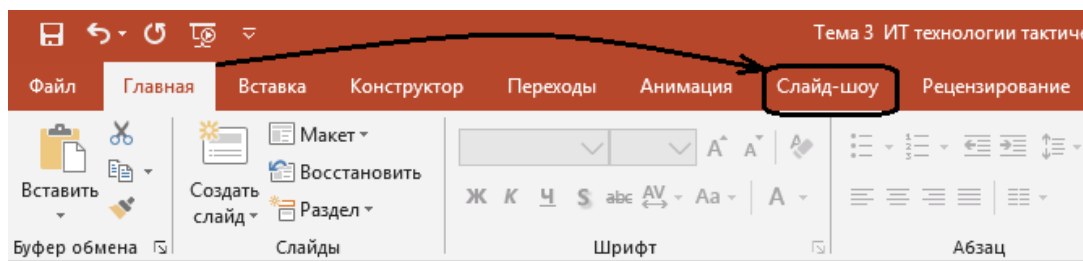 Тема 3 ИТ технологии тактиче
Файл Главная Вставка Конструктор Переходы Анимация Слайд-шоу Рецензирование
Вставить
Создать слайд
Макет
Восстановить
Раздел
Ж К Ч S abc AV Aa A
Буфер обмена Слайды Шрифт Абзац